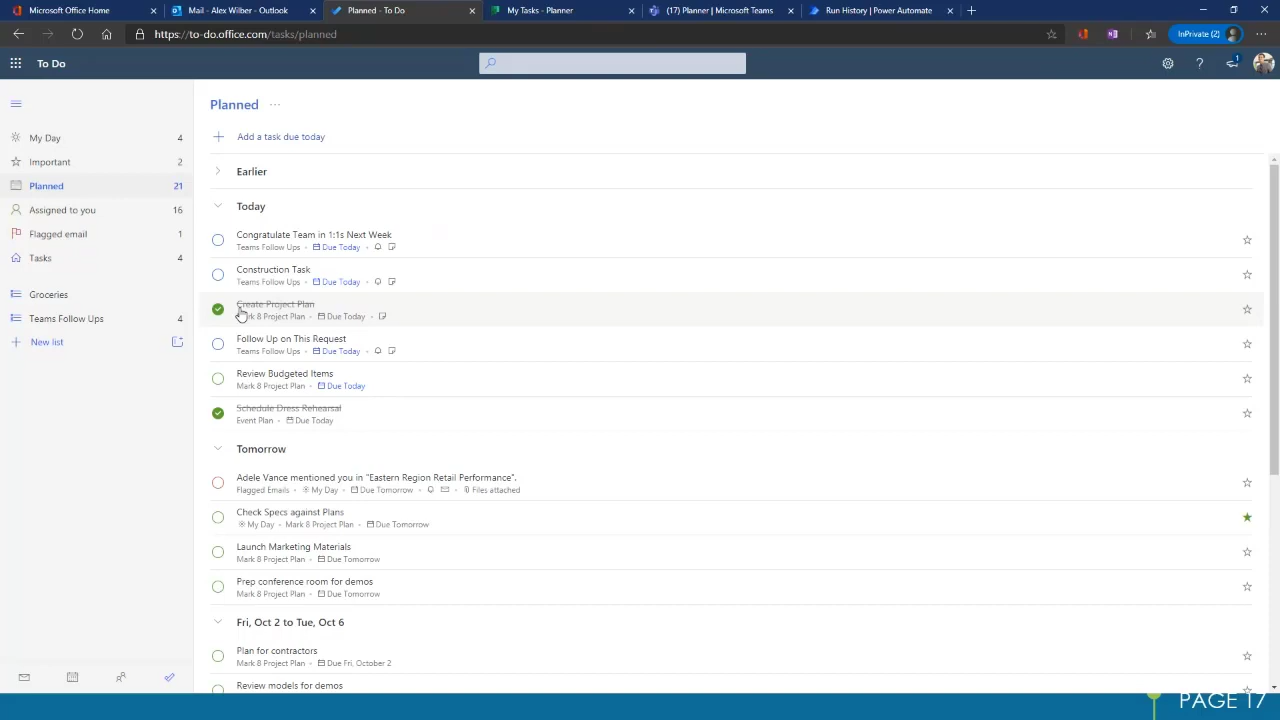 Microsoft Office Home
Mail - Alex Wilber - Outlook
Planned - To Do
My Tasks - Planner
(17) Planner | Microsoft Teams
Run History | Power Automate
https://to-do.office.com/tasks/planned
InPrivate (2)
To Do
1
My Day 4
Important 2
Planned 21
Assigned to you 16
Flagged email 1
Tasks 4
Groceries
Teams Follow Ups 4
New list
Planned
Add a task due today
Earlier
Today
Congratulate Team in 1:1s Next Week
Teams Follow Ups • Due Today
Construction Task
Teams Follow Ups • Due Today
Create Project Plan
Mark 8 Project Plan • Due Today
Follow Up on This Request
Teams Follow Ups • Due Today
Review Budgeted Items
Mark 8 Project Plan • Due Today
Schedule Dress Rehearsal
Event Plan • Due Today
Tomorrow
Adele Vance mentioned you in "Eastern Region Retail Performance".
Flagged Emails • My Day • Due Tomorrow • Files attached
Check Specs against Plans
My Day • Mark 8 Project Plan • Due Tomorrow
Launch Marketing Materials
Mark 8 Project Plan • Due Tomorrow
Prep conference room for demos
Mark 8 Project Plan • Due Tomorrow
Fri, Oct 2 to Tue, Oct 6
Plan for contractors
Mark 8 Project Plan • Due Fri, October 2
Review models for demos
PAGE 17